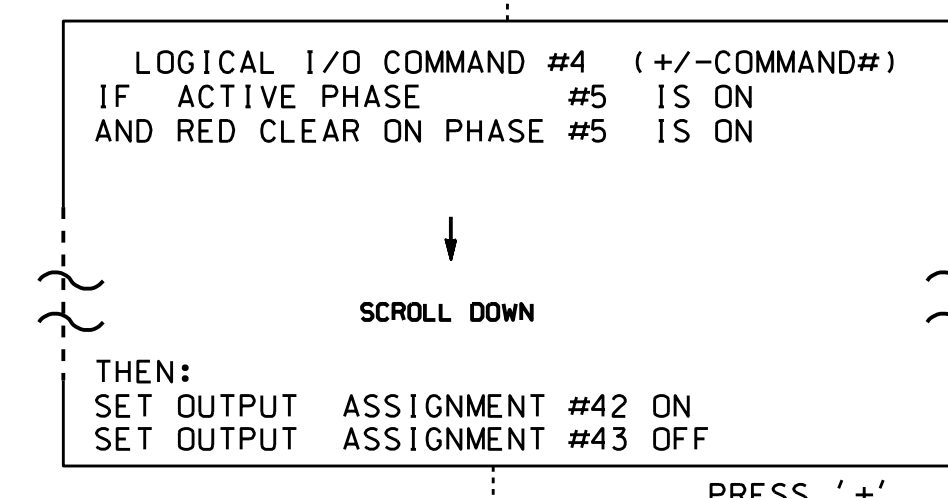 LOGICAL I/O COMMAND #4 (+/-COMMAND#)
IF ACTIVE PHASE #5 IS ON
AND RED CLEAR ON PHASE #5 IS ON
SCROLL DOWN
THEN:
SET OUTPUT ASSIGNMENT #42 ON
SET OUTPUT ASSIGNMENT #43 OFF
PRESS '+'